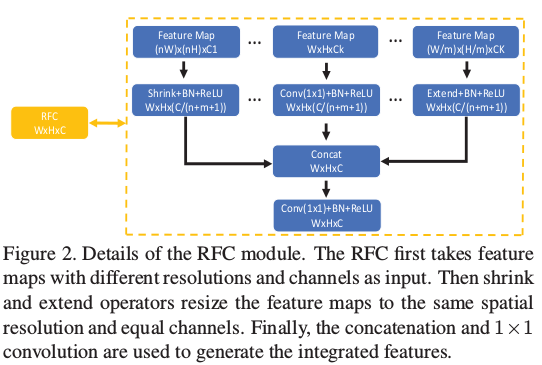 Feature Map
(nW)x(nH)xC1
...
Feature Map
WxHxCk
...
Feature Map
(W/m)x(H/m)xCK
Shrink+BN+ReLU
WxHx(C/(n+m+1))
...
Conv(1x1)+BN+ReLU
WxHx(C/(n+m+1))
...
Extend+BN+ReLU
WxHx(C/(n+m+1))
RFC
WxHxC
Concat
WxHxC
Conv(1x1)+BN+ReLU
WxHxC
Figure 2. Details of the RFC module. The RFC first takes feature
maps with different resolutions and channels as input. Then shrink
and extend operators resize the feature maps to the same spatial
resolution and equal channels. Finally, the concatenation and 1×1
convolution are used to generate the integrated features.